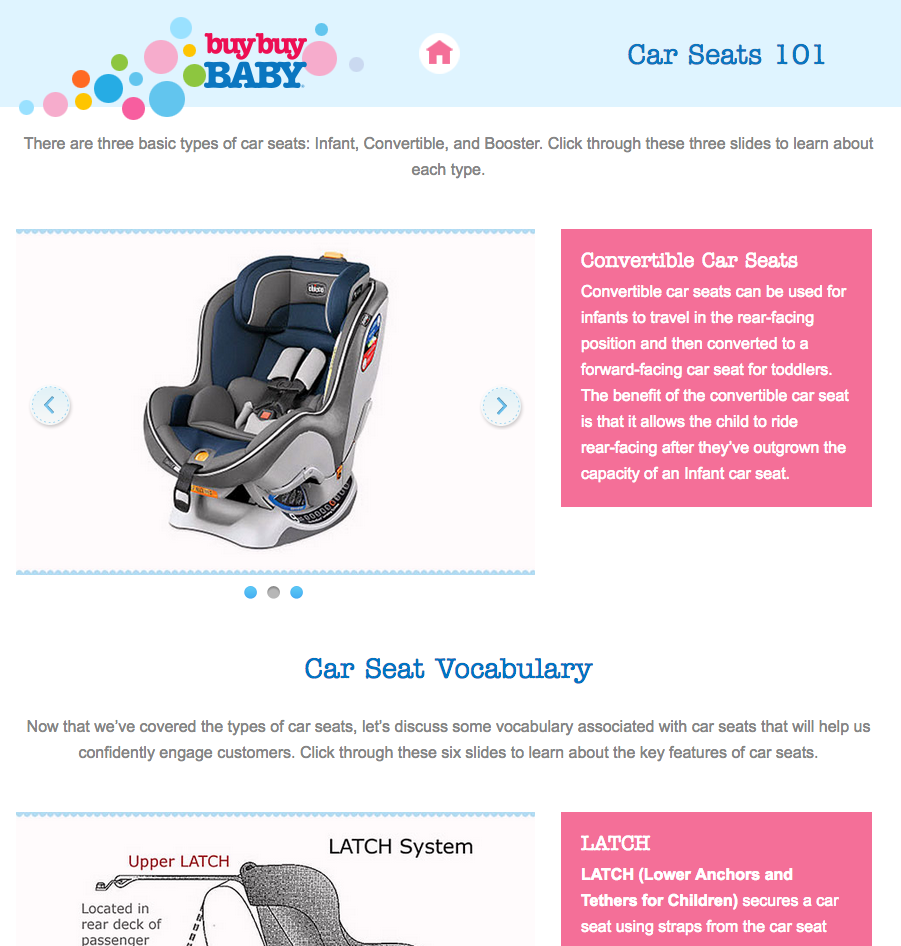 buybuy
BABY
Car Seats 101
There are three basic types of car seats: Infant, Convertible, and Booster. Click through these three slides to learn about
each type.
chicco
Convertible Car Seats
Convertible car seats can be used for
infants to travel in the rear-facing
position and then converted to a
forward-facing car seat for toddlers.
The benefit of the convertible car seat
is that it allows the child to ride
rear-facing after they've outgrown the
capacity of an Infant car seat.
Car Seat Vocabulary
Now that we've covered the types of car seats, let's discuss some vocabulary associated with car seats that will help us
confidently engage customers. Click through these six slides to learn about the key features of car seats.
LATCH System
Upper LATCH
Located in
rear deck of
passenger
LATCH
LATCH (Lower Anchors and
Tethers for Children) secures a car
seat using straps from the car seat